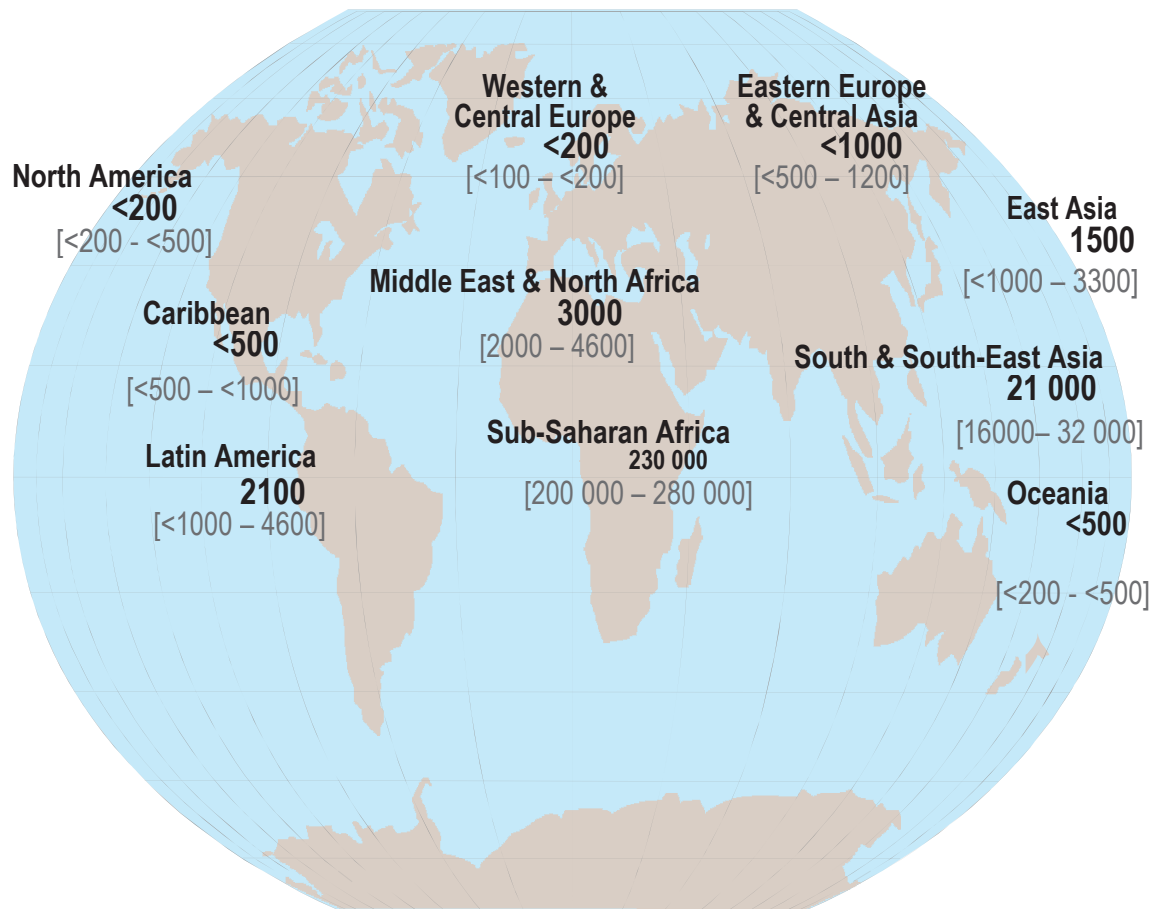 Western &
Central Europe
<200
[<100 – <200]
Eastern Europe
& Central Asia
<1000
[<500 – 1200]
North America
<200
[<200 - <500]
East Asia
1500
[<1000 – 3300]
Middle East & North Africa
3000
[2000 – 4600]
Caribbean
<500
[<500 – <1000]
South & South-East Asia
21 000
[16000– 32 000]
Sub-Saharan Africa
230 000
[200 000 – 280 000]
Latin America
2100
[<1000 – 4600]
Oceania
<500
[<200 - <500]